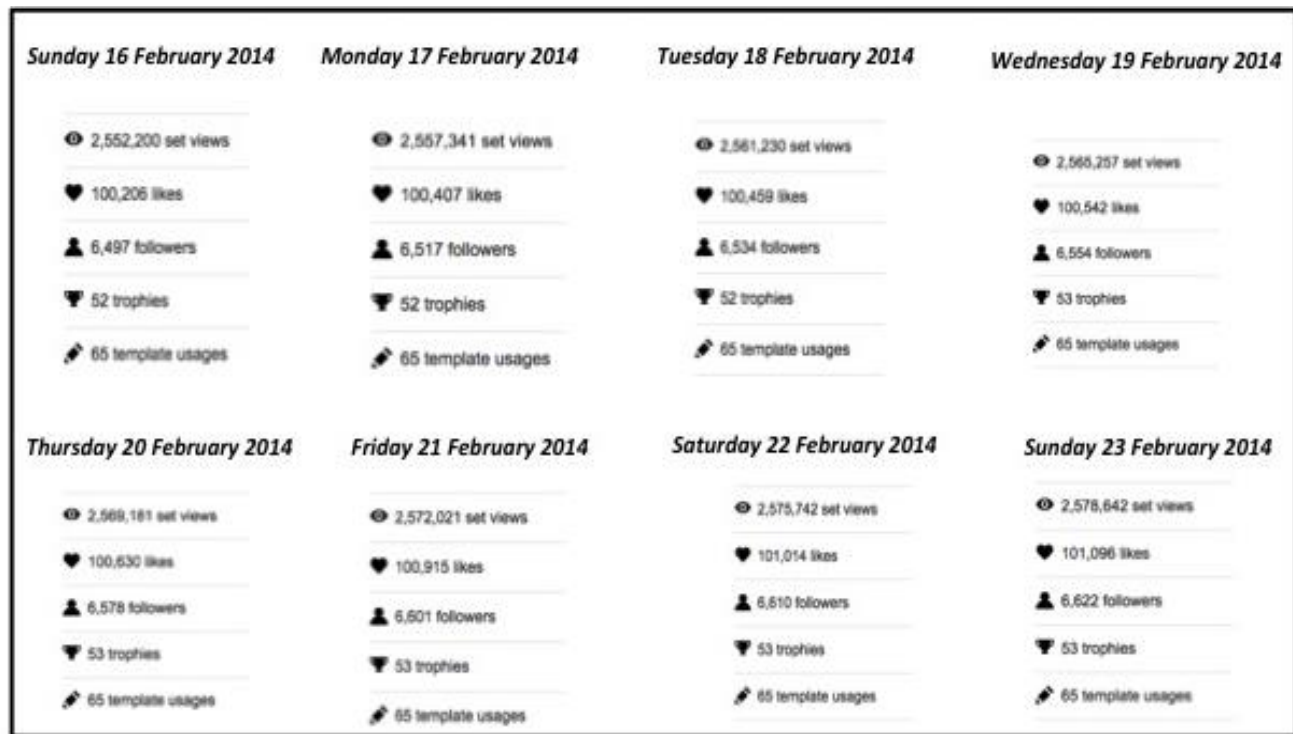 Sunday 16 February 2014
2,552,200 set views
100,206 likes
6,497 followers
52 trophies
65 template usages
Monday 17 February 2014
2,557,341 set views
100,407 likes
6,517 followers
52 trophies
65 template usages
Tuesday 18 February 2014
2,561,230 set views
100,459 likes
6,534 followers
52 trophies
65 template usages
Wednesday 19 February 2014
2,565,257 set views
100,542 likes
6,554 followers
53 trophies
65 template usages
Thursday 20 February 2014
2,569,181 set views
100,630 likes
6,578 followers
53 trophies
65 template usages
Friday 21 February 2014
2,572,021 set views
100,915 likes
6,601 followers
53 trophies
65 template usages
Saturday 22 February 2014
2,575,742 set views
101,014 likes
6,610 followers
53 trophies
65 template usages
Sunday 23 February 2014
2,578,642 set views
101,096 likes
6,622 followers
53 trophies
65 template usages